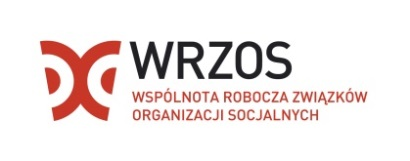 WRZOS
WSPÓLNOTA ROBOCZA ZWIĄZKÓW
ORGANIZACJI SOCJALNYCH